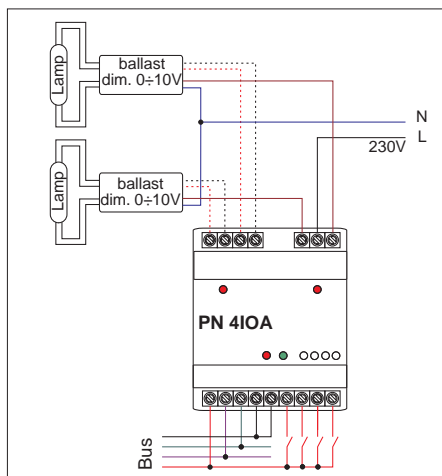 Lamp
ballast
dim. 0÷10V
N
L
230V
Lamp
ballast
dim. 0÷10V
PN 4IOA
Bus